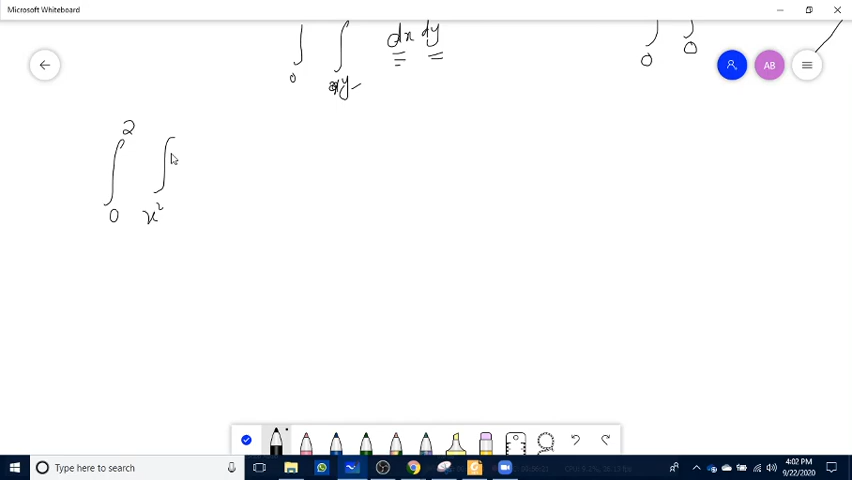 Microsoft Whiteboard
∫ ∫ dx dy
0 y
0 0
AB
2
∫ ∫
0 x²
Type here to search
4:02 PM
9/22/2020